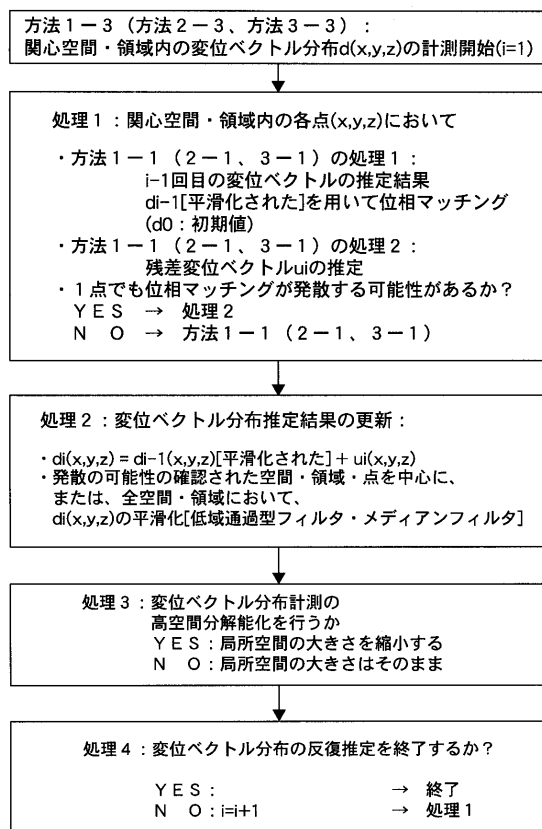 方法１－３（方法２－３、方法３－３）：
関心空間・領域内の変位ベクトル分布d(x,y,z)の計測開始(i=1)
処理１：関心空間・領域内の各点(x,y,z)において
・方法１－１（２－１、３－１）の処理１：
i-1回目の変位ベクトルの推定結果
di-1[平滑化された]を用いて位相マッチング
(d0：初期値)
・方法１－１（２－１、３－１）の処理２：
残差変位ベクトルuiの推定
・１点でも位相マッチングが発散する可能性があるか？
ＹＥＳ → 処理２
Ｎ Ｏ → 方法１－１（２－１、３－１）
処理２：変位ベクトル分布推定結果の更新：
・di(x,y,z) = di-1(x,y,z)[平滑化された] + ui(x,y,z)
・発散の可能性の確認された空間・領域・点を中心に、
または、全空間・領域において、
di(x,y,z)の平滑化[低域通過型フィルタ・メディアンフィルタ]
処理３：変位ベクトル分布計測の
高空間分解能化を行うか
ＹＥＳ：局所空間の大きさを縮小する
Ｎ Ｏ：局所空間の大きさはそのまま
処理４：変位ベクトル分布の反復推定を終了するか？
ＹＥＳ： → 終了
Ｎ Ｏ：i=i+1 → 処理１